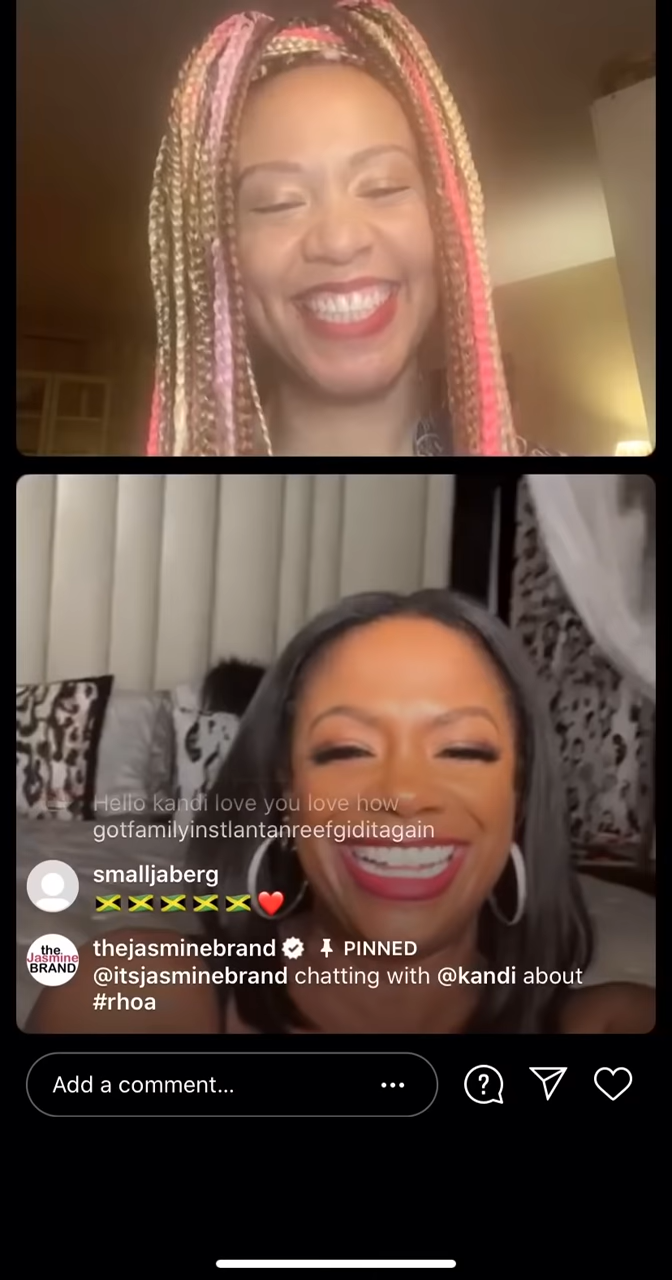 Hello kandi love you love how
gotfamilyinstlantanreefgiditagain
smalljaberg
🇯🇲🇯🇲🇯🇲🇯🇲🇯🇲❤️
the
Jasmine
BRAND
thejasminebrand PINNED
@itsjasminebrand chatting with @kandi about
#rhoa
Add a comment...